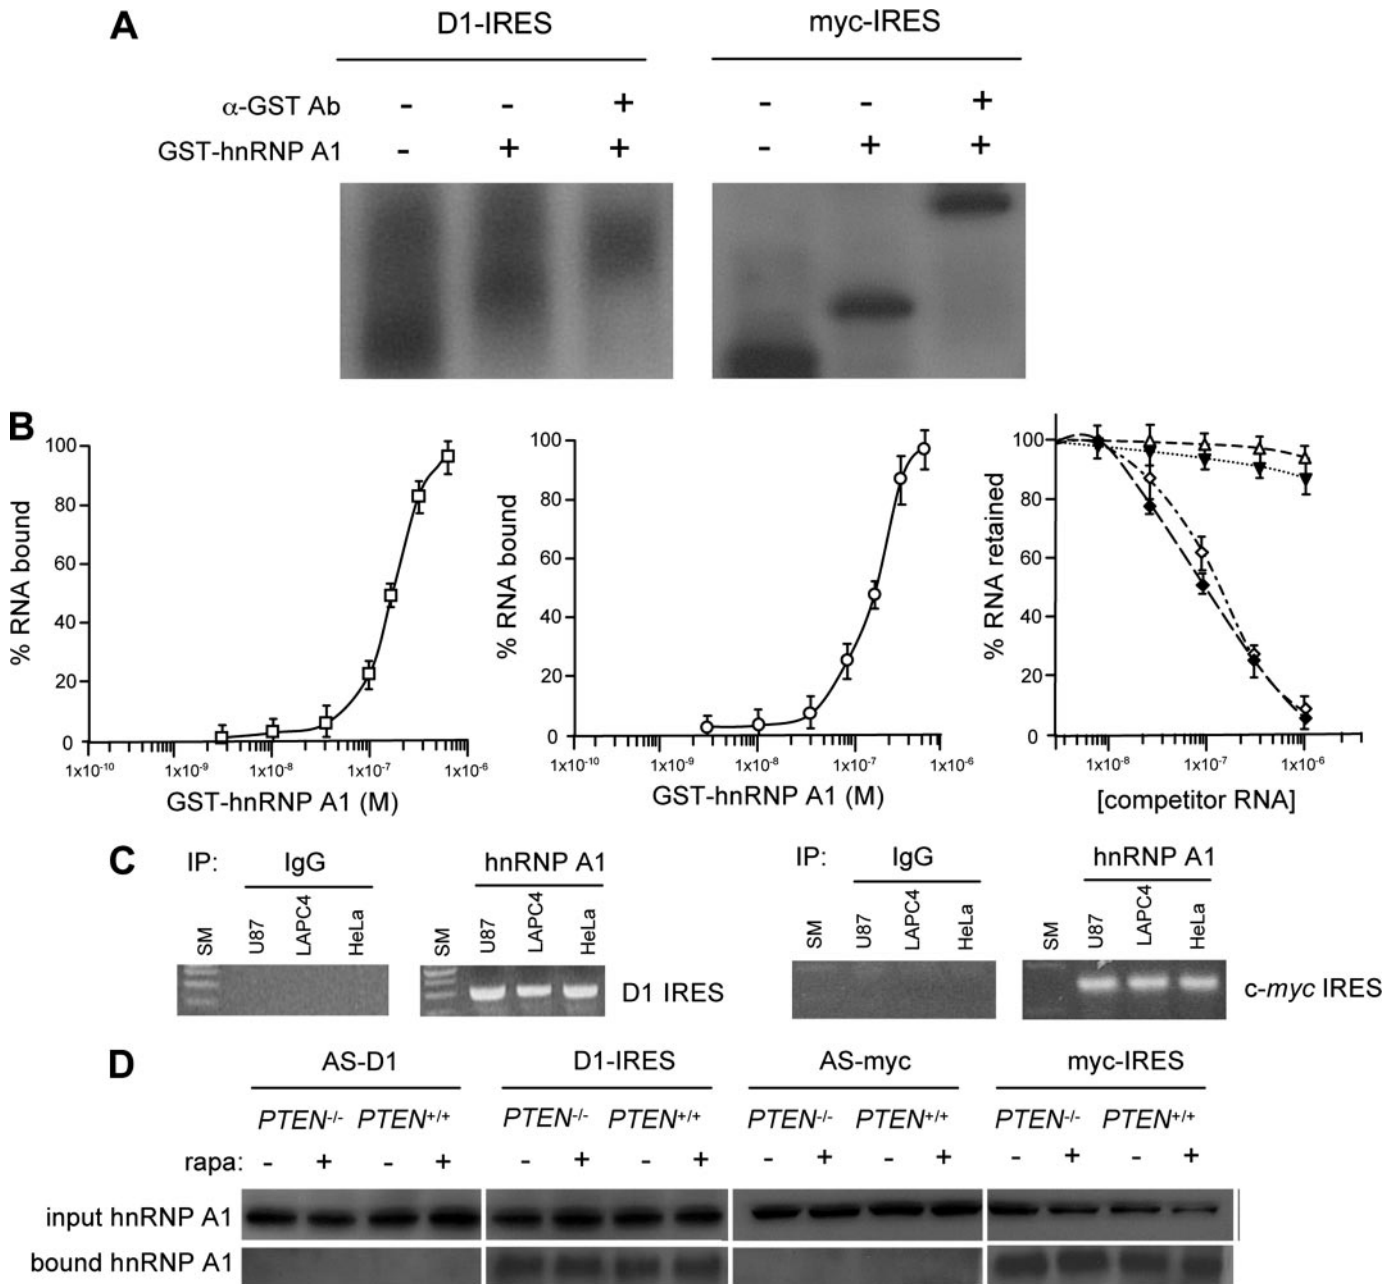 A
D1-IRES
myc-IRES
α-GST Ab - - + - - +
GST-hnRNP A1 - + + - + +
B
% RNA bound
100
80
60
40
20
0
1x10-10 1x10-9 1x10-8 1x10-7 1x10-6
GST-hnRNP A1 (M)
% RNA bound
100
80
60
40
20
0
1x10-10 1x10-9 1x10-8 1x10-7 1x10-6
GST-hnRNP A1 (M)
% RNA retained
100
80
60
40
20
0
1x10-8 1x10-7 1x10-6
[competitor RNA]
C
IP: IgG hnRNP A1
SM U87 LAPC4 HeLa SM U87 LAPC4 HeLa
D1 IRES
IP: IgG hnRNP A1
SM U87 LAPC4 HeLa SM U87 LAPC4 HeLa
c-myc IRES
D
AS-D1 D1-IRES AS-myc myc-IRES
PTEN-/- PTEN+/+ PTEN-/- PTEN+/+ PTEN-/- PTEN+/+ PTEN-/- PTEN+/+
rapa: - + - + - + - + - + - + - + - +
input hnRNP A1
bound hnRNP A1